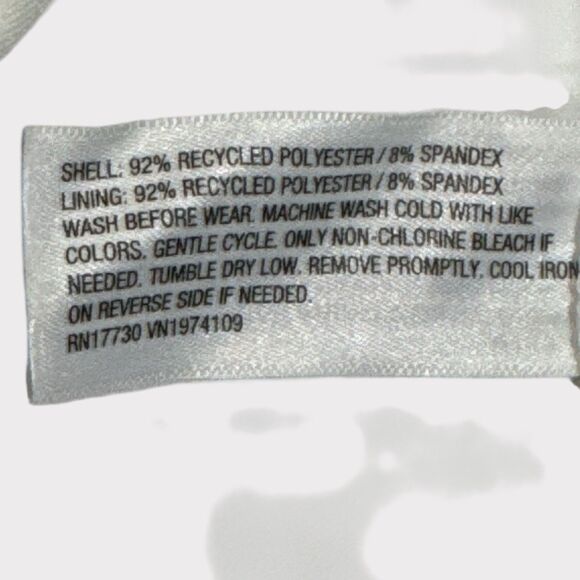 SHELL: 92% RECYCLED POLYESTER / 8% SPANDEX
LINING: 92% RECYCLED POLYESTER / 8% SPANDEX
WASH BEFORE WEAR. MACHINE WASH COLD WITH LIKE
COLORS. GENTLE CYCLE. ONLY NON-CHLORINE BLEACH IF
NEEDED. TUMBLE DRY LOW. REMOVE PROMPTLY. COOL IRON
ON REVERSE SIDE IF NEEDED.
RN17730 VN1974109